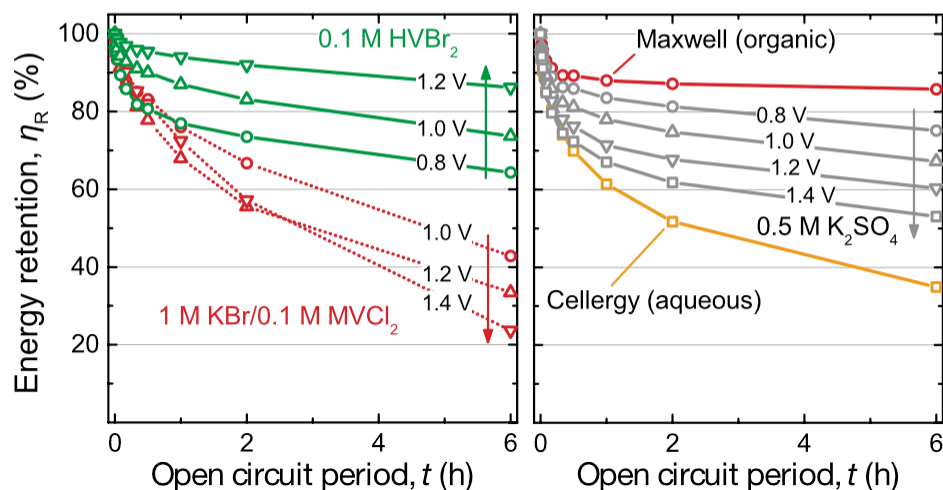 Energy retention, ηR (%)
100
80
60
40
20
0.1 M HVBr₂
1.2 V
1.0 V
0.8 V
1.0 V
1.2 V
1.4 V
1 M KBr/0.1 M MVCl₂
0 2 4 6
Open circuit period, t (h)
Maxwell (organic)
0.8 V
1.0 V
1.2 V
1.4 V
0.5 M K₂SO₄
Cellergy (aqueous)
0 2 4 6
Open circuit period, t (h)